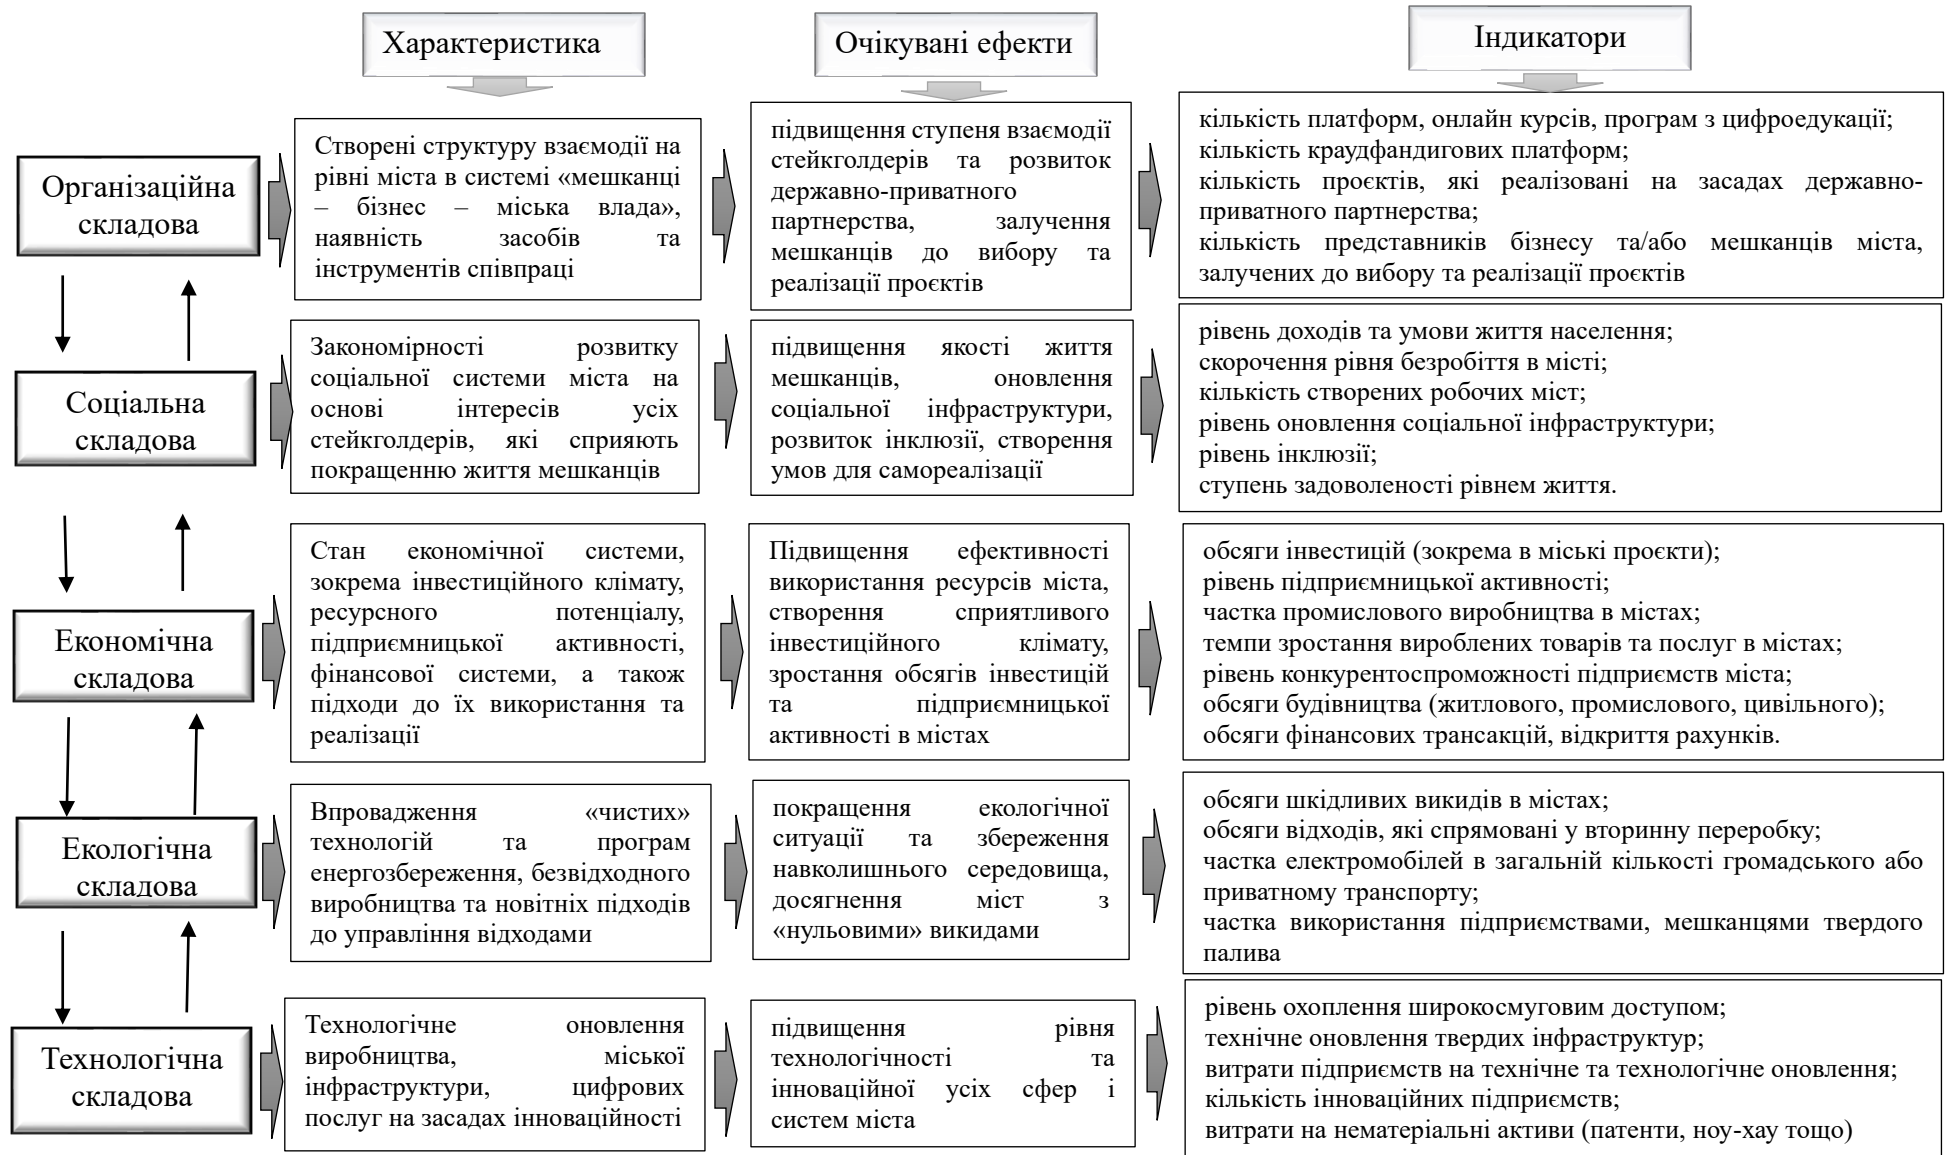 Характеристика
Очікувані ефекти
Індикатори
Організаційна
складова
Створені структуру взаємодії на
рівні міста в системі «мешканці
– бізнес – міська влада»,
наявність засобів та
інструментів співпраці
підвищення ступеня взаємодії
стейкголдерів та розвиток
державно-приватного
партнерства, залучення
мешканців до вибору та
реалізації проєктів
кількість платформ, онлайн курсів, програм з цифроедукації;
кількість краудфандигових платформ;
кількість проєктів, які реалізовані на засадах державно-
приватного партнерства;
кількість представників бізнесу та/або мешканців міста,
залучених до вибору та реалізації проєктів
Соціальна
складова
Закономірності розвитку
соціальної системи міста на
основі інтересів усіх
стейкголдерів, які сприяють
покращенню життя мешканців
підвищення якості життя
мешканців, оновлення
соціальної інфраструктури,
розвиток інклюзії, створення
умов для самореалізації
рівень доходів та умови життя населення;
скорочення рівня безробіття в місті;
кількість створених робочих міст;
рівень оновлення соціальної інфраструктури;
рівень інклюзії;
ступень задоволеності рівнем життя.
Економічна
складова
Стан економічної системи,
зокрема інвестиційного клімату,
ресурсного потенціалу,
підприємницької активності,
фінансової системи, а також
підходи до їх використання та
реалізації
Підвищення ефективності
використання ресурсів міста,
створення сприятливого
інвестиційного клімату,
зростання обсягів інвестицій
та підприємницької
активності в містах
обсяги інвестицій (зокрема в міські проєкти);
рівень підприємницької активності;
частка промислового виробництва в містах;
темпи зростання вироблених товарів та послуг в містах;
рівень конкурентоспроможності підприємств міста;
обсяги будівництва (житлового, промислового, цивільного);
обсяги фінансових трансакцій, відкриття рахунків.
Екологічна
складова
Впровадження «чистих»
технологій та програм
енергозбереження, безвідходного
виробництва та новітніх підходів
до управління відходами
покращення екологічної
ситуації та збереження
навколишнього середовища,
досягнення міст з
«нульовими» викидами
обсяги шкідливих викидів в містах;
обсяги відходів, які спрямовані у вторинну переробку;
частка електромобілей в загальній кількості громадського або
приватному транспорту;
частка використання підприємствами, мешканцями твердого
палива
Технологічна
складова
Технологічне оновлення
виробництва, міської
інфраструктури, цифрових
послуг на засадах інноваційності
підвищення рівня
технологічності та
інноваційної усіх сфер і
систем міста
рівень охоплення широкосмуговим доступом;
технічне оновлення твердих інфраструктур;
витрати підприємств на технічне та технологічне оновлення;
кількість інноваційних підприємств;
витрати на нематеріальні активи (патенти, ноу-хау тощо)